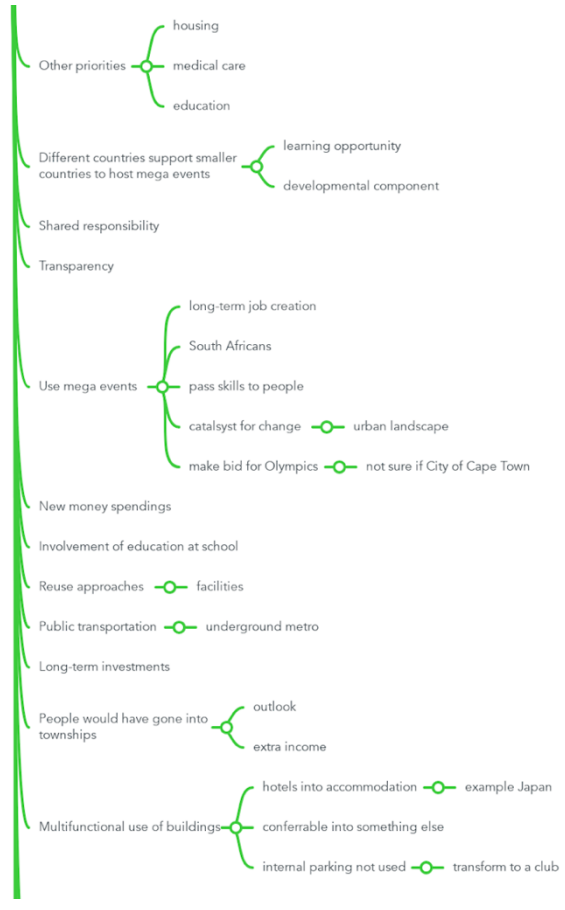 housing
Other priorities
medical care
education
Different countries support smaller
countries to host mega events
learning opportunity
developmental component
Shared responsibility
Transparency
long-term job creation
South Africans
Use mega events
pass skills to people
catalsyst for change
urban landscape
make bid for Olympics
not sure if City of Cape Town
New money spendings
Involvement of education at school
Reuse approaches
facilities
Public transportation
underground metro
Long-term investments
People would have gone into
townships
outlook
extra income
hotels into accommodation
example Japan
Multifunctional use of buildings
conferrable into something else
internal parking not used
transform to a club